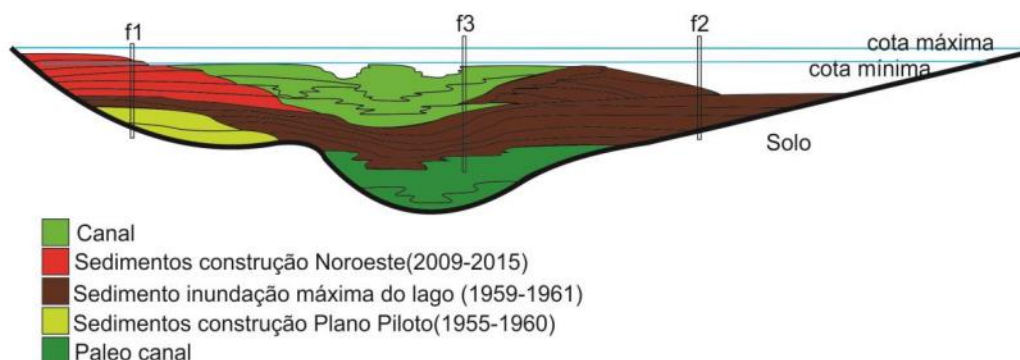 f1
f3
f2
cota máxima
cota mínima
Solo
Canal
Sedimentos construção Noroeste(2009-2015)
Sedimento inundação máxima do lago (1959-1961)
Sedimentos construção Plano Piloto(1955-1960)
Paleo canal